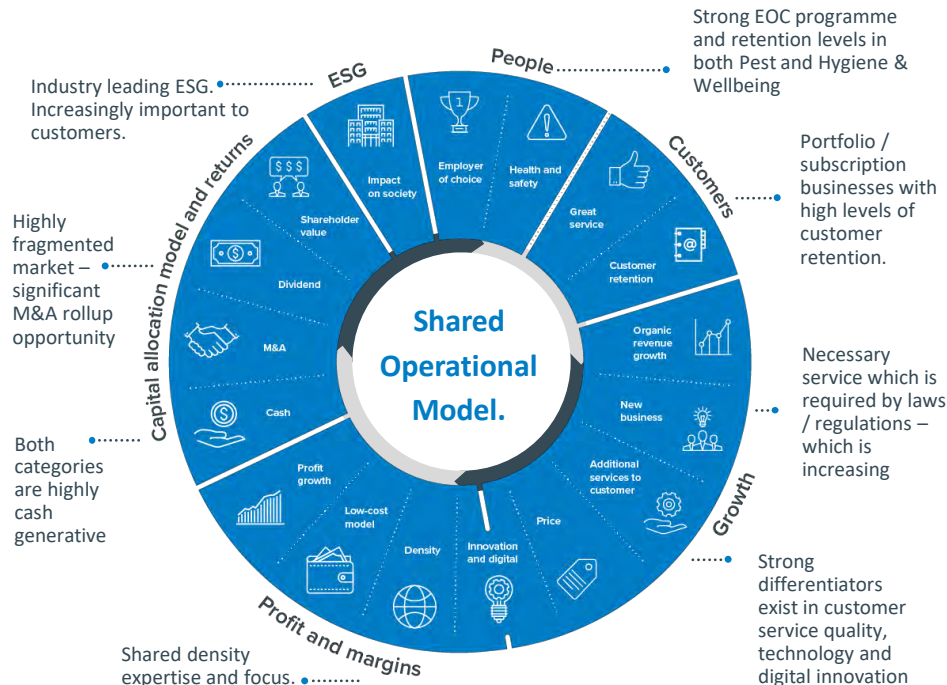 Strong EOC programme
and retention levels in
both Pest and Hygiene &
Wellbeing
Industry leading ESG.
Increasingly important to
customers.
Portfolio /
subscription
businesses with
high levels of
customer
retention.
Highly
fragmented
market –
significant
M&A rollup
opportunity
Necessary
service which is
required by laws
/ regulations –
which is
increasing
Both
categories
are highly
cash
generative
Strong
differentiators
exist in customer
service quality,
technology and
digital innovation
Shared density
expertise and focus.
ESG
People
Customers
Growth
Profit and margins
Capital allocation model and returns
Impact
on society
1
Employer
of choice
Health and
safety
Great
service
@
Customer
retention
Organic
revenue
growth
New
business
Additional
services to
customer
Price
Innovation
and digital
Density
Low-cost
model
Profit
growth
Cash
$
M&A
Dividend
$
Shareholder
value
$ $ $
Shared
Operational
Model.